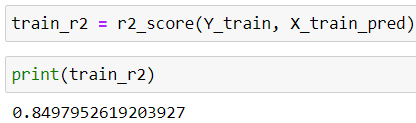 train_r2 = r2_score(Y_train, X_train_pred)
print(train_r2)
0.8497952619203927